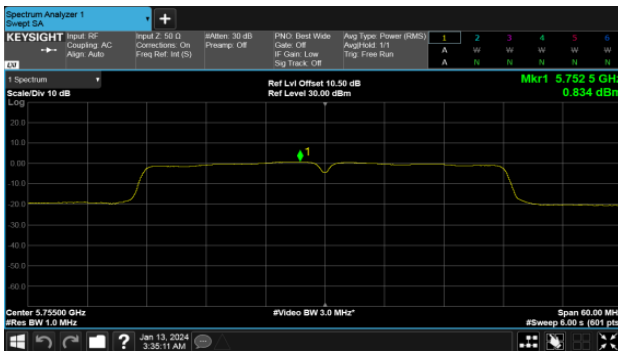 Spectrum Analyzer 1
Swept SA
+
KEYSIGHT Input: RF Input Z: 50 Ω #Atten: 30 dB PNO: Best Wide Avg Type: Power (RMS) 1 2 3 4 5 6
Coupling: AC Corrections: On Preamp: Off Gate: Off Avg|Hold: 1/1 A W W W W W
Align: Auto Freq Ref: Int (S) IF Gain: Low Trig: Free Run
Sig Track: Off A N N N N N
LXI
1 Spectrum Ref Lvl Offset 10.50 dB Mkr1 5.752 5 GHz
Scale/Div 10 dB Ref Level 30.00 dBm 0.834 dBm
Log
20.0
10.0
1
0.00
-10.0
-20.0
-30.0
-40.0
-50.0
-60.0
Center 5.75500 GHz #Video BW 3.0 MHz* Span 60.00 MH
#Res BW 1.0 MHz #Sweep 6.00 s (601 pts
? Jan 13, 2024
3:35:11 AM